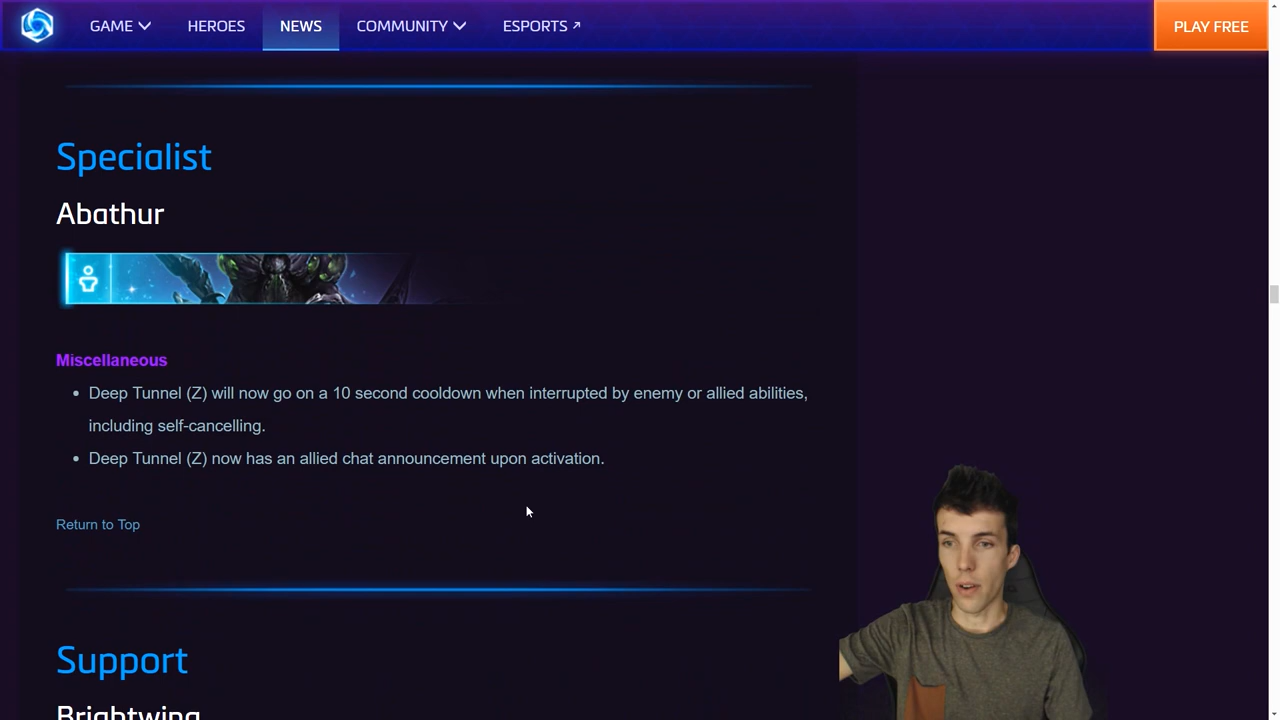 GAME HEROES NEWS COMMUNITY ESPORTS PLAY FREE
Specialist
Abathur
Miscellaneous
Deep Tunnel (Z) will now go on a 10 second cooldown when interrupted by enemy or allied abilities,
including self-cancelling.
Deep Tunnel (Z) now has an allied chat announcement upon activation.
Return to Top
Support
Brightwing